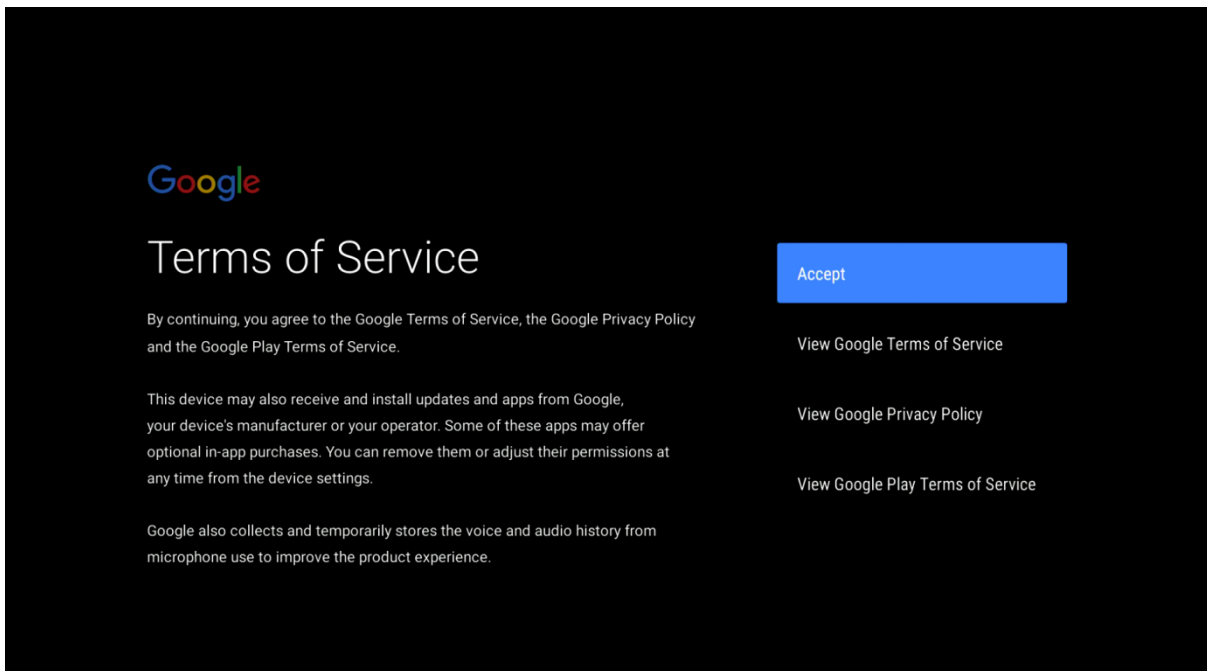 Google
Terms of Service
By continuing, you agree to the Google Terms of Service, the Google Privacy Policy
and the Google Play Terms of Service.
This device may also receive and install updates and apps from Google,
your device's manufacturer or your operator. Some of these apps may offer
optional in-app purchases. You can remove them or adjust their permissions at
any time from the device settings.
Google also collects and temporarily stores the voice and audio history from
microphone use to improve the product experience.
Accept
View Google Terms of Service
View Google Privacy Policy
View Google Play Terms of Service